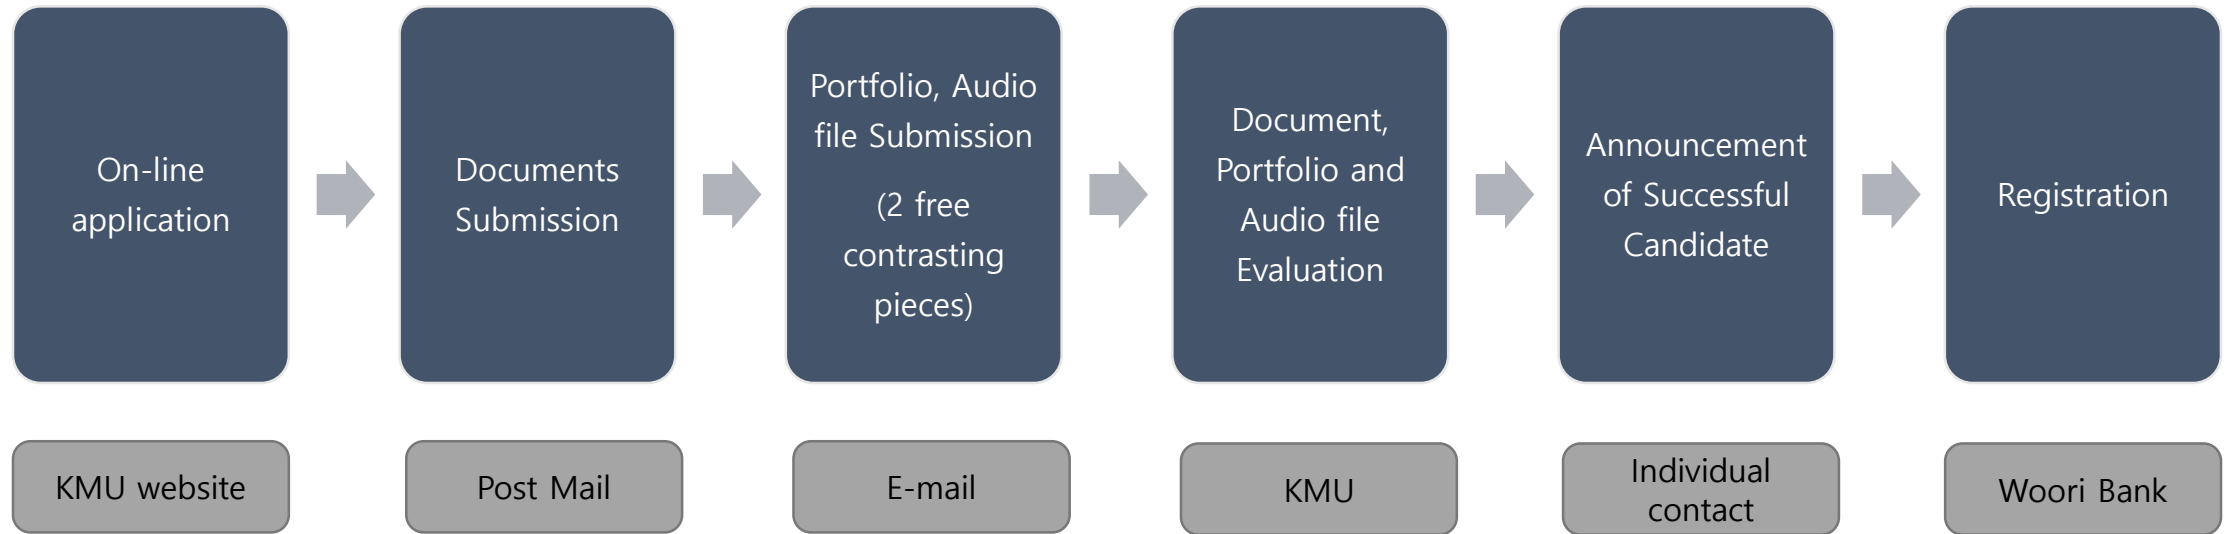 On-line
application
Documents
Submission
Portfolio, Audio
file Submission
(2 free
contrasting
pieces)
Document,
Portfolio and
Audio file
Evaluation
Announcement
of Successful
Candidate
Registration
KMU website
Post Mail
E-mail
KMU
Individual
contact
Woori Bank